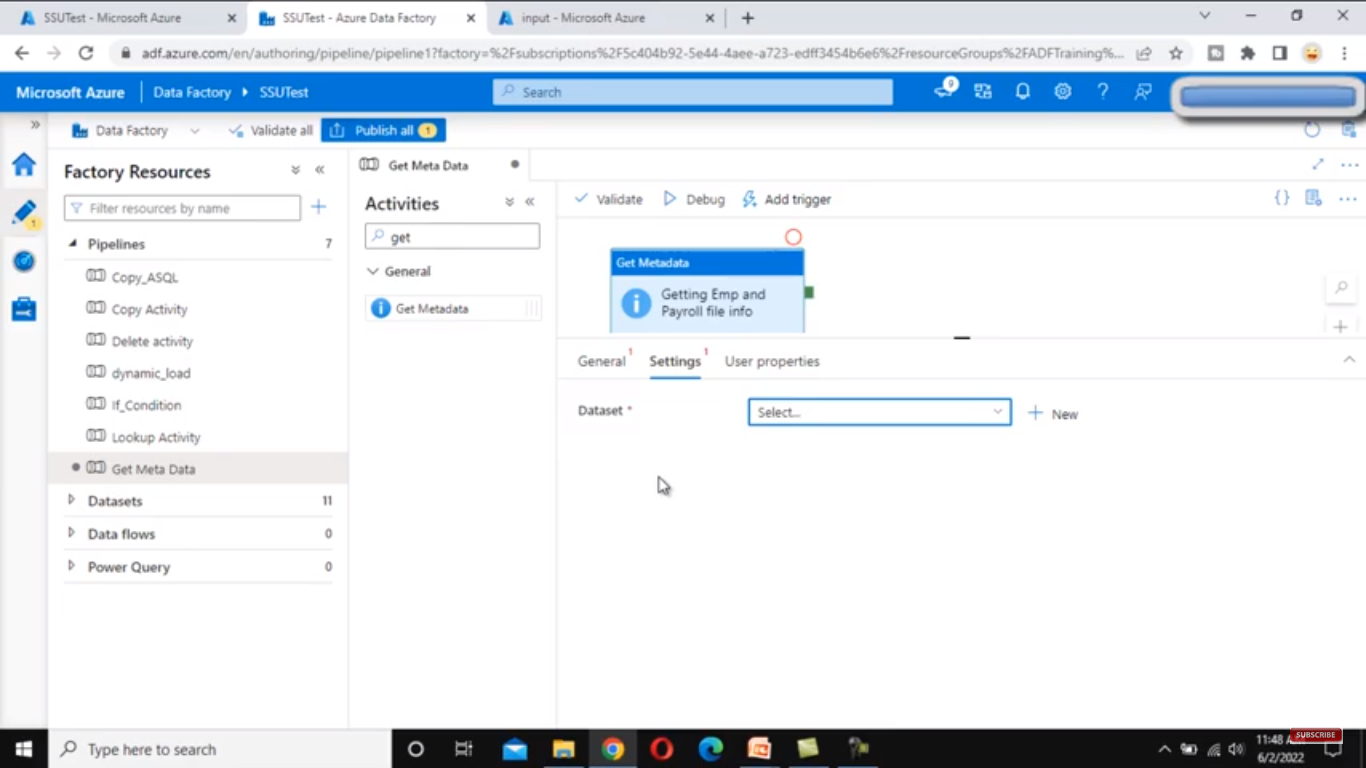 SSUTest - Microsoft Azure
SSUTest - Azure Data Factory
input - Microsoft Azure
adf.azure.com/en/authoring/pipeline/pipeline1?factory=%2Fsubscriptions%2F5c404b92-5e44-4aee-a723-edff3454b6e6%2FresourceGroups%2FADFTraining%...
Microsoft Azure
Data Factory
SSUTest
Search
9
Data Factory
Validate all
Publish all
1
Factory Resources
Filter resources by name
Pipelines
7
Copy_ASQL
Copy Activity
Delete activity
dynamic_load
If_Condition
Lookup Activity
Get Meta Data
Datasets
11
Data flows
0
Power Query
0
1
Get Meta Data
Activities
get
General
Get Metadata
Validate
Debug
Add trigger
Get Metadata
Getting Emp and
Payroll file info
General 1
Settings 1
User properties
Dataset *
Select...
New
Type here to search
11:48
6/2/2022
SUBSCRIBE